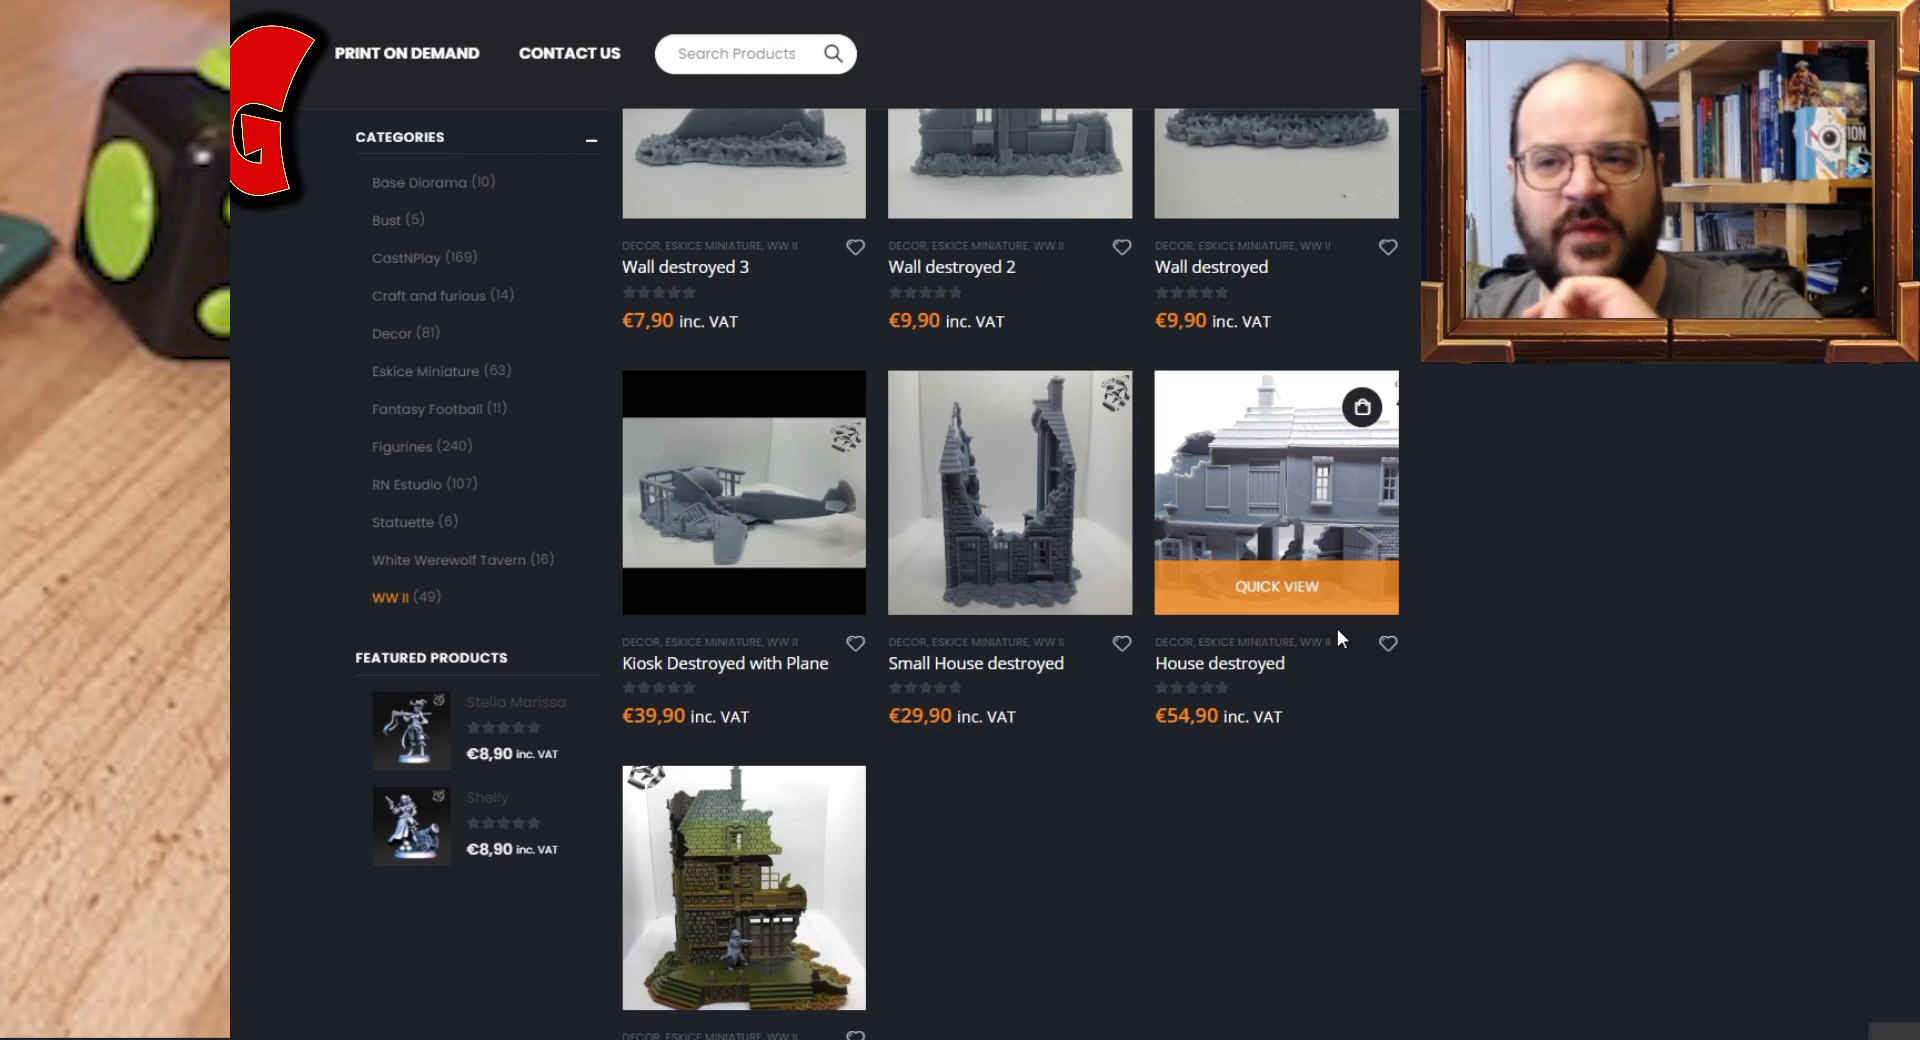 G
PRINT ON DEMAND
CONTACT US
Search Products
CATEGORIES
Base Diorama (10)
Bust (5)
CastNPlay (169)
Craft and furious (14)
Decor (81)
Eskice Miniature (63)
Fantasy Football (11)
Figurines (240)
RN Estudio (107)
Statuette (6)
White Werewolf Tavern (16)
WW II (49)
FEATURED PRODUCTS
Stella Marissa
€8,90 inc. VAT
Shelly
€8,90 inc. VAT
DECOR, ESKICE MINIATURE, WW II
Wall destroyed 3
€7,90 inc. VAT
DECOR, ESKICE MINIATURE, WW II
Wall destroyed 2
€9,90 inc. VAT
DECOR, ESKICE MINIATURE, WW II
Wall destroyed
€9,90 inc. VAT
DECOR, ESKICE MINIATURE, WW II
Kiosk Destroyed with Plane
€39,90 inc. VAT
DECOR, ESKICE MINIATURE, WW II
Small House destroyed
€29,90 inc. VAT
QUICK VIEW
DECOR, ESKICE MINIATURE, WW II
House destroyed
€54,90 inc. VAT
DECOR, ESKICE MINIATURE, WW II